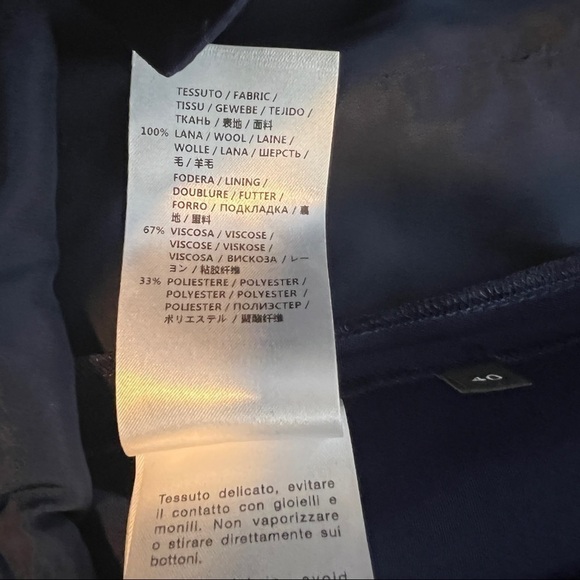 TESSUTO / FABRIC /
TISSU / GEWEBE / TEJIDO /
ТКАНЬ / 表地 / 面料
100% LANA / WOOL / LAINE /
WOLLE / LANA / ШЕРСТЬ /
毛 / 羊毛
FODERA / LINING /
DOUBLURE / FUTTER /
FORRO / ПОДКЛАДКА / 裏
地 / 里料
67% VISCOSA / VISCOSE /
VISCOSE / VISKOSE /
VISCOSA / ВИСКОЗА / レー
ヨン / 粘胶纤维
33% POLIESTERE / POLYESTER /
POLYESTER / POLYESTER /
POLIESTER / ПОЛИЭСТЕР /
ポリエステル / 聚酯纤维
40
Tessuto delicato, evitare
il contatto con gioielli e
monili. Non vaporizzare
o stirare direttamente sui
bottoni.
avoid